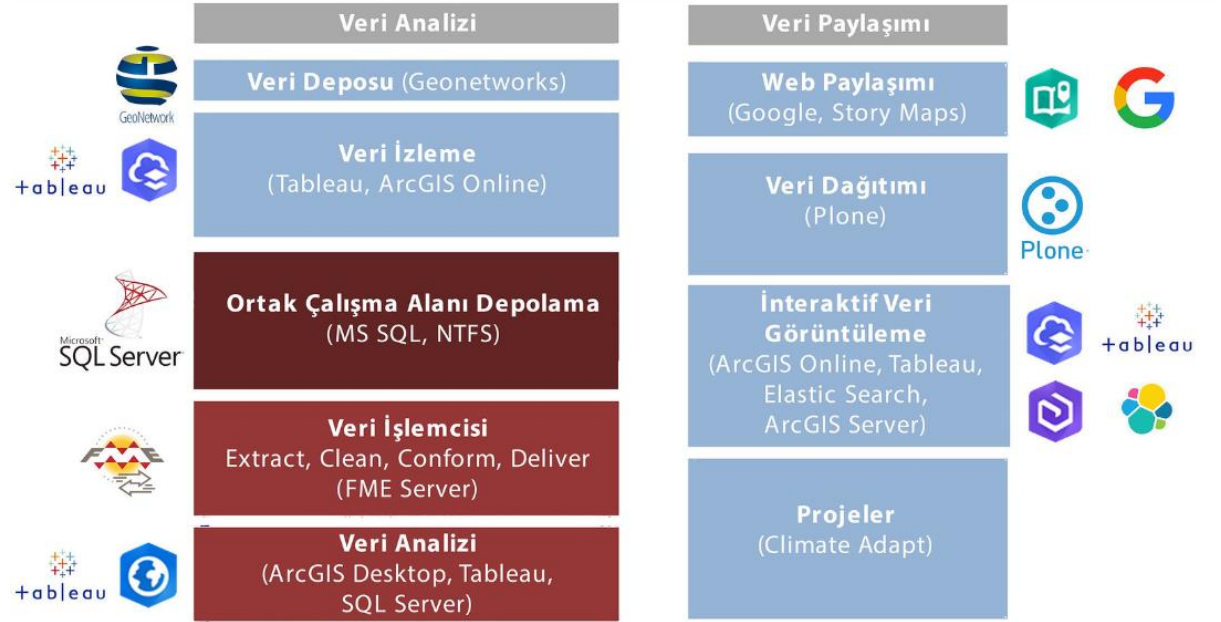 Veri Analizi
GeoNetwork
Veri Deposu (Geonetworks)
+ableau
Veri İzleme
(Tableau, ArcGIS Online)
Microsoft
SQL Server
Ortak Çalışma Alanı Depolama
(MS SQL, NTFS)
FME
Veri İşlemcisi
Extract, Clean, Conform, Deliver
(FME Server)
+ableau
Veri Analizi
(ArcGIS Desktop, Tableau,
SQL Server)
Veri Paylaşımı
Web Paylaşımı
(Google, Story Maps)
G
Veri Dağıtımı
(Plone)
Plone
İnteraktif Veri
Görüntüleme
(ArcGIS Online, Tableau,
Elastic Search,
ArcGIS Server)
+ableau
Projeler
(Climate Adapt)